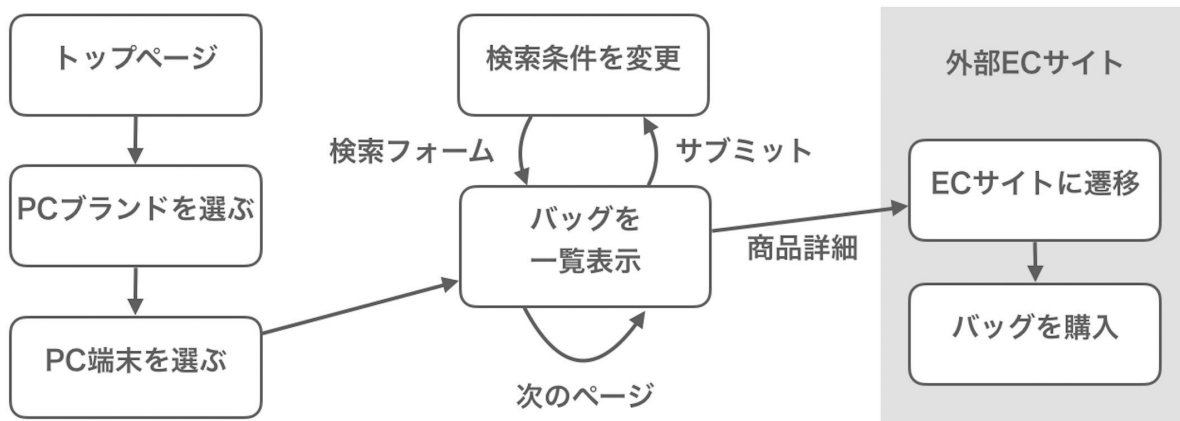 トップページ
PCブランドを選ぶ
PC端末を選ぶ
検索条件を変更
検索フォーム
サブミット
バッグを
一覧表示
次のページ
商品詳細
外部ECサイト
ECサイトに遷移
バッグを購入